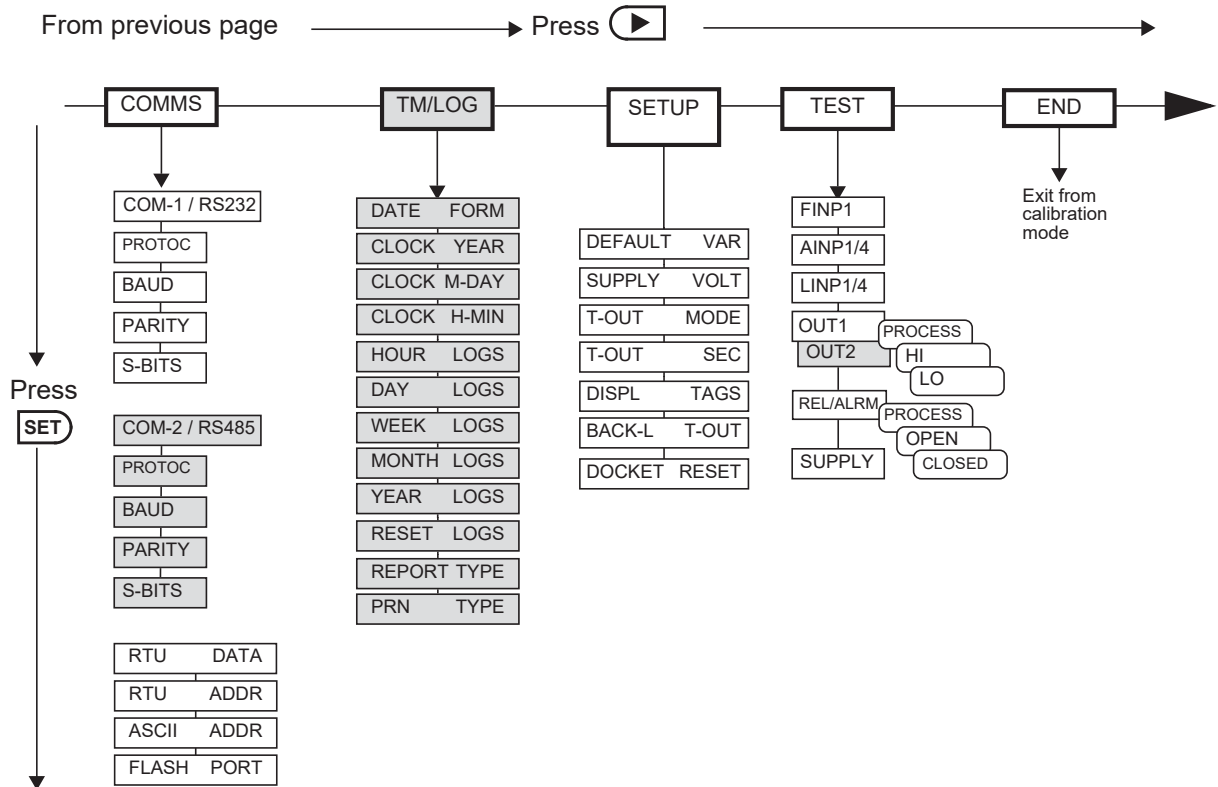 From previous page
Press
COMMS
TM/LOG
SETUP
TEST
END
COM-1 / RS232
PROTOC
BAUD
PARITY
S-BITS
COM-2 / RS485
PROTOC
BAUD
PARITY
S-BITS
RTU DATA
RTU ADDR
ASCII ADDR
FLASH PORT
DATE FORM
CLOCK YEAR
CLOCK M-DAY
CLOCK H-MIN
HOUR LOGS
DAY LOGS
WEEK LOGS
MONTH LOGS
YEAR LOGS
RESET LOGS
REPORT TYPE
PRN TYPE
DEFAULT VAR
SUPPLY VOLT
T-OUT MODE
T-OUT SEC
DISPL TAGS
BACK-L T-OUT
DOCKET RESET
FINP1
AINP1/4
LINP1/4
OUT1
OUT2
PROCESS
HI
LO
REL/ALRM
PROCESS
OPEN
CLOSED
SUPPLY
Exit from
calibration
mode
Press
SET